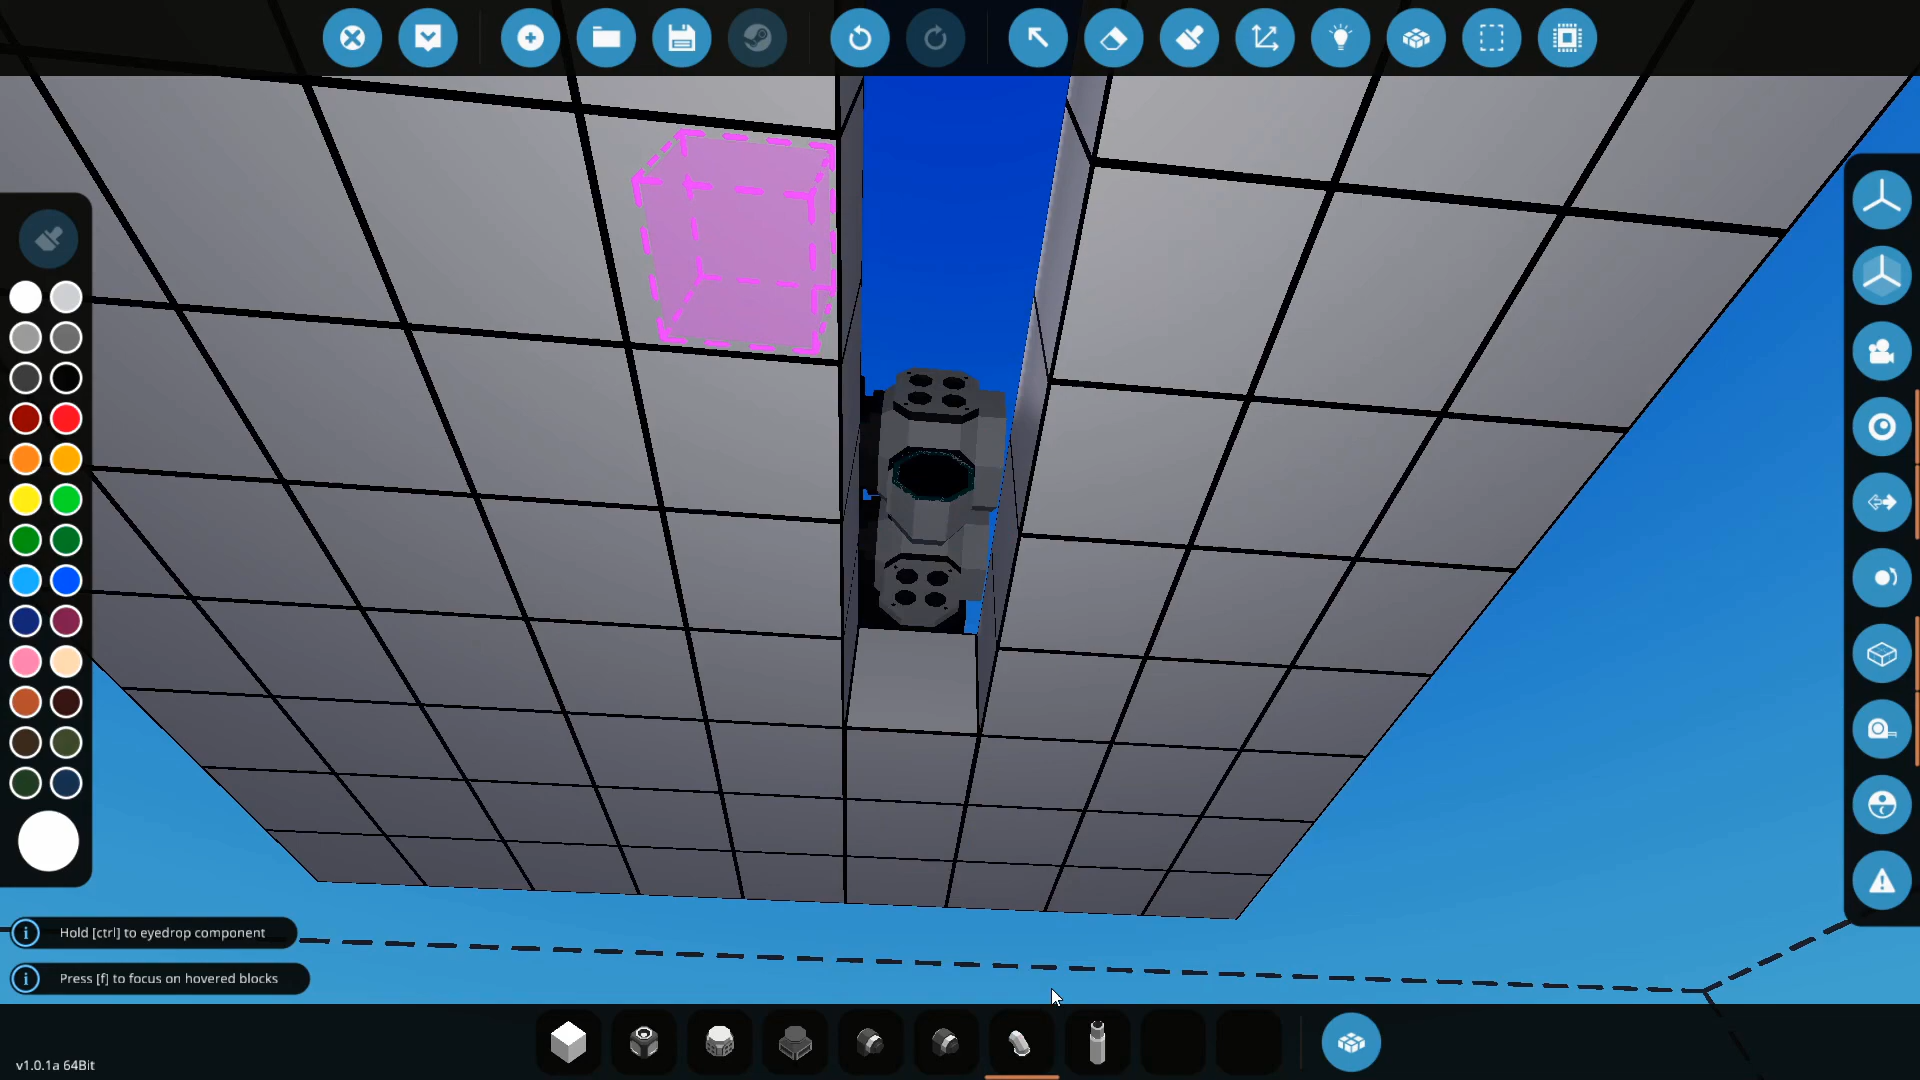 Hold [ctrl] to eyedrop component
Press [f] to focus on hovered blocks
v1.0.1a 64Bit